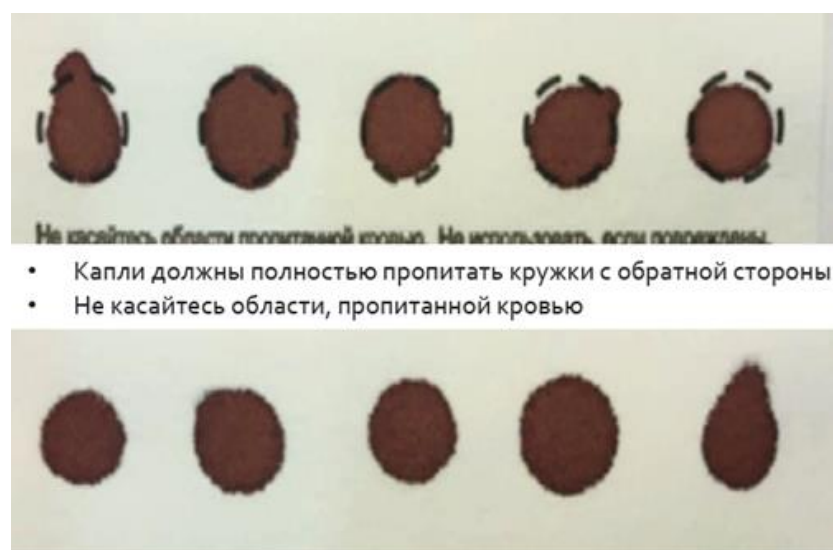 Не касайтесь области пропитанной кровью. Не использовать, если повреждены.
• Капли должны полностью пропитать кружки с обратной стороны
• Не касайтесь области, пропитанной кровью